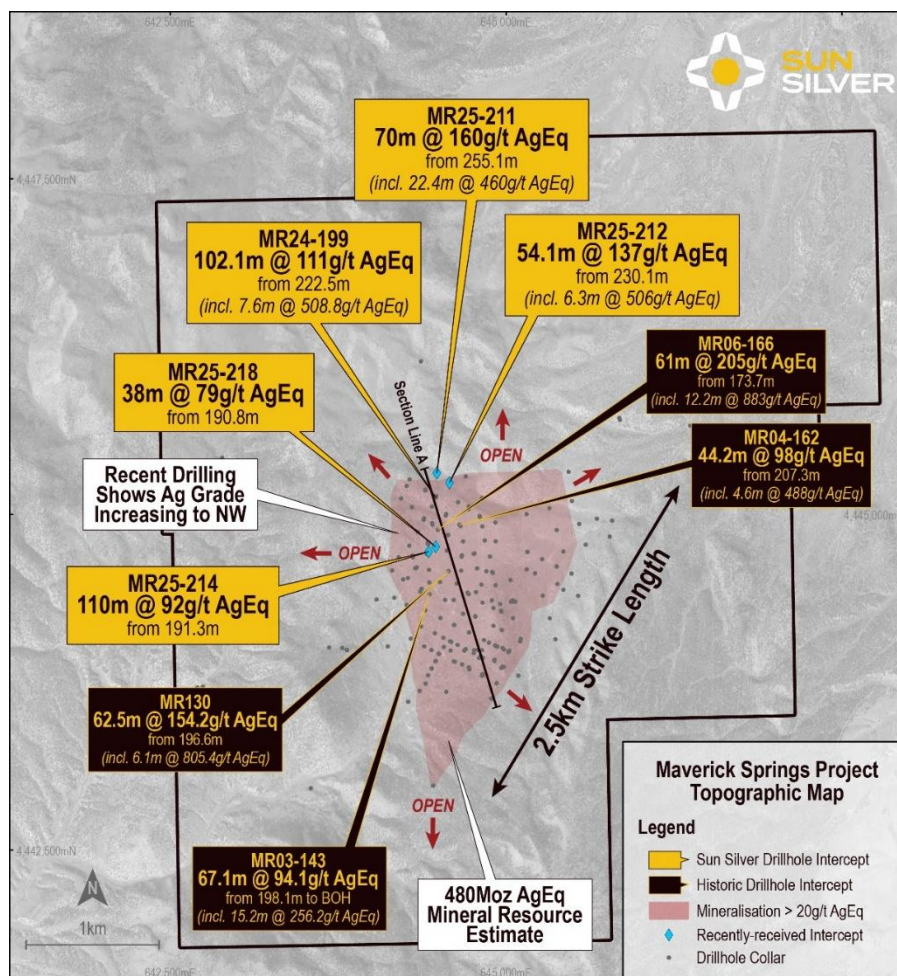 642,500mE
645,000mE
SUN
SILVER
4,447,500mN
MR25-211
70m @ 160g/t AgEq
from 255.1m
(incl. 22.4m @ 460g/t AgEq)
MR24-199
102.1m @ 111g/t AgEq
from 222.5m
(incl. 7.6m @ 508.8g/t AgEq)
MR25-212
54.1m @ 137g/t AgEq
from 230.1m
(incl. 6.3m @ 506g/t AgEq)
MR06-166
61m @ 205g/t AgEq
from 173.7m
(incl. 12.2m @ 883g/t AgEq)
MR25-218
38m @ 79g/t AgEq
from 190.8m
Section Line A
OPEN
MR04-162
44.2m @ 98g/t AgEq
from 207.3m
(incl. 4.6m @ 488g/t AgEq)
Recent Drilling
Shows Ag Grade
Increasing to NW
4,445,000mN
OPEN
MR25-214
110m @ 92g/t AgEq
from 191.3m
2.5km Strike Length
MR130
62.5m @ 154.2g/t AgEq
from 196.6m
(incl. 6.1m @ 805.4g/t AgEq)
OPEN
4,442,500mN
MR03-143
67.1m @ 94.1g/t AgEq
from 198.1m to BOH
(incl. 15.2m @ 256.2g/t AgEq)
480Moz AgEq
Mineral Resource
Estimate
N
1km
Maverick Springs Project
Topographic Map
Legend
Sun Silver Drillhole Intercept
Historic Drillhole Intercept
Mineralisation > 20g/t AgEq
Recently-received Intercept
Drillhole Collar
642,500mE
645,000mE